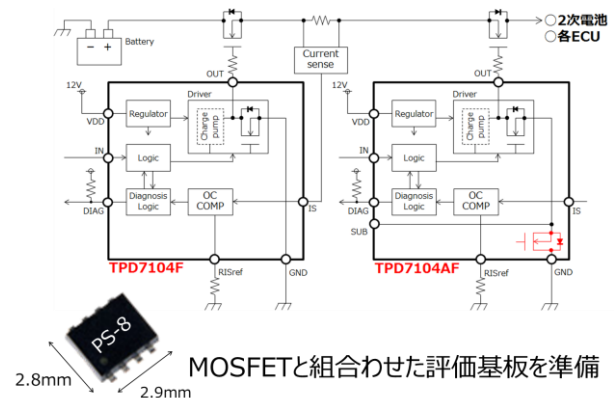 Battery
− +
○2次電池
○各ECU
Current
sense
OUT
12V
VDD
Regulator
Driver
Charge
pump
IN
Logic
DIAG
Diagnosis
Logic
OC
COMP
IS
TPD7104F
RISref
GND
OUT
12V
VDD
Regulator
Driver
Charge
pump
IN
Logic
DIAG
Diagnosis
Logic
OC
COMP
IS
SUB
TPD7104AF
RISref
GND
PS-8
2.8mm
2.9mm
MOSFETと組合わせた評価基板を準備